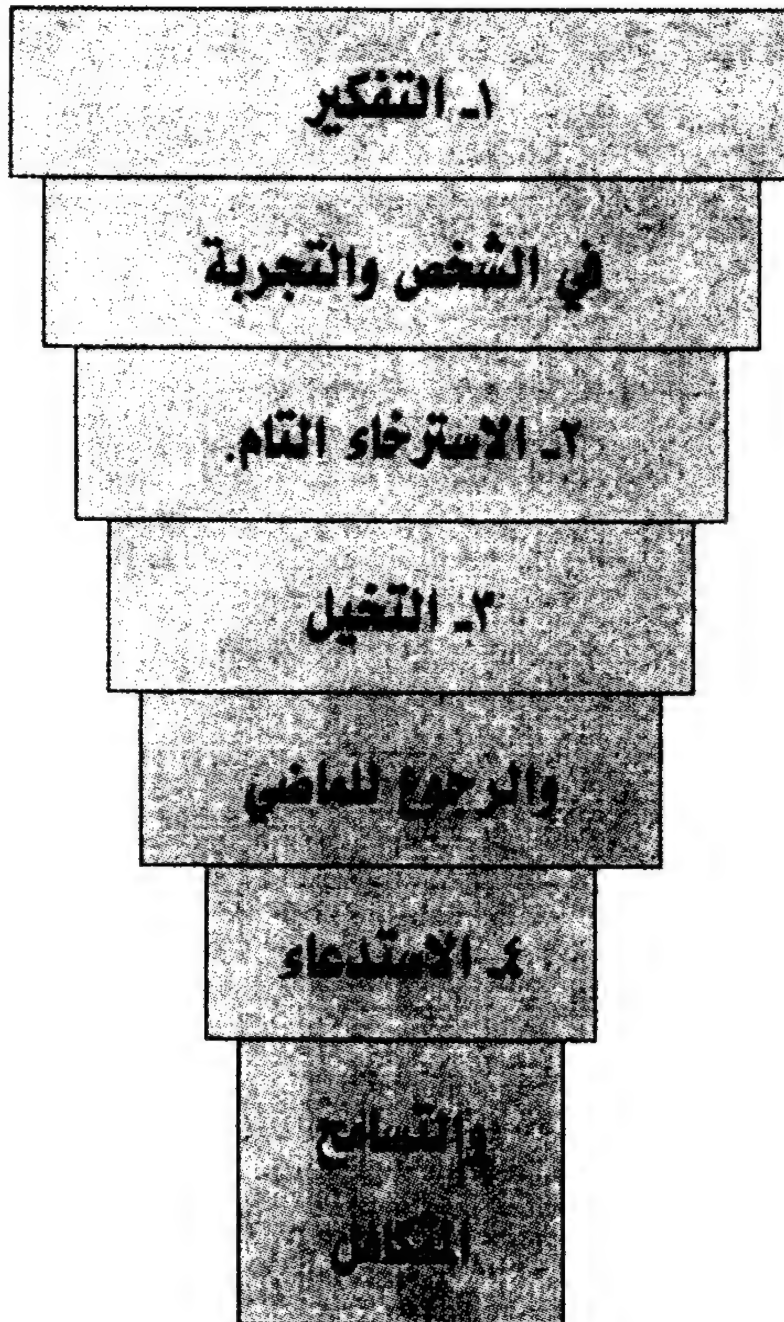 ١ـ التفكير
في الشخص والتجربة
٢ـ الاسترخاء التام.
٣ـ التخيل
والرجوع للماضي
٤ـ الاستدعاء
والتسامح
المتكامل